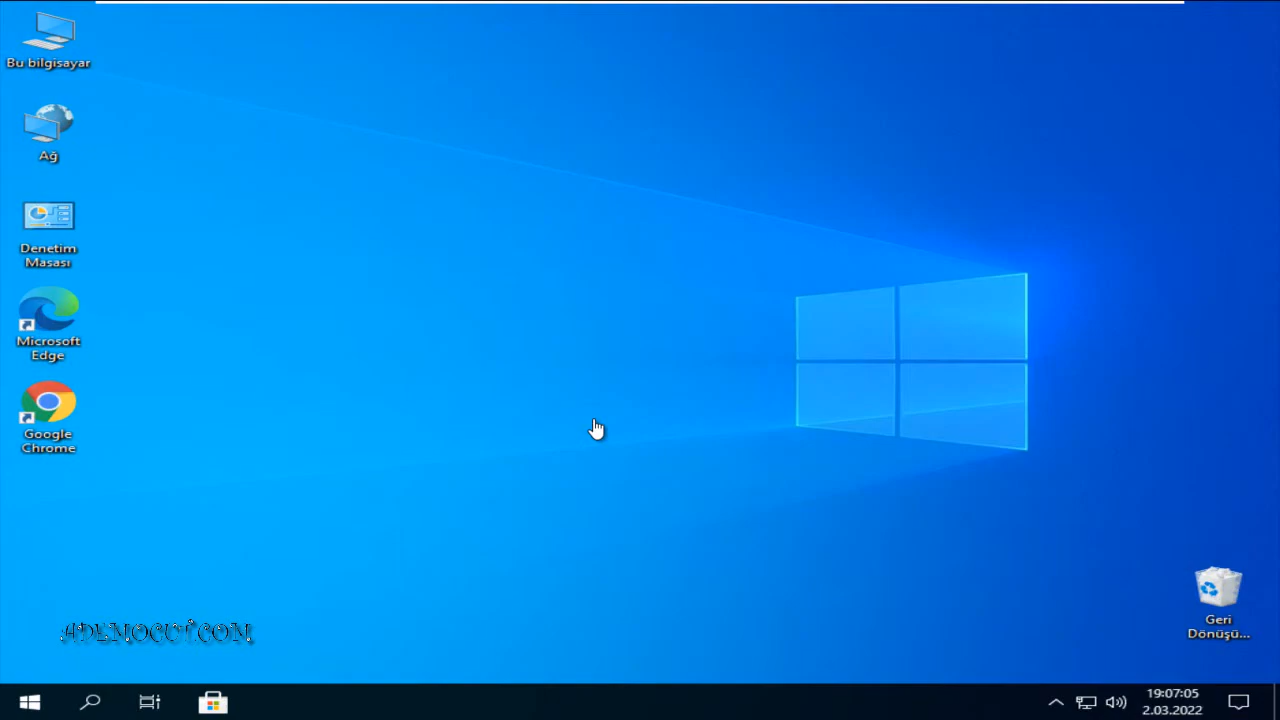 Bu bilgisayar
Ağ
Denetim
Masası
Microsoft
Edge
Google
Chrome
ADEMOCUT.COM
Geri
Dönüşü...
19:07:05
2.03.2022